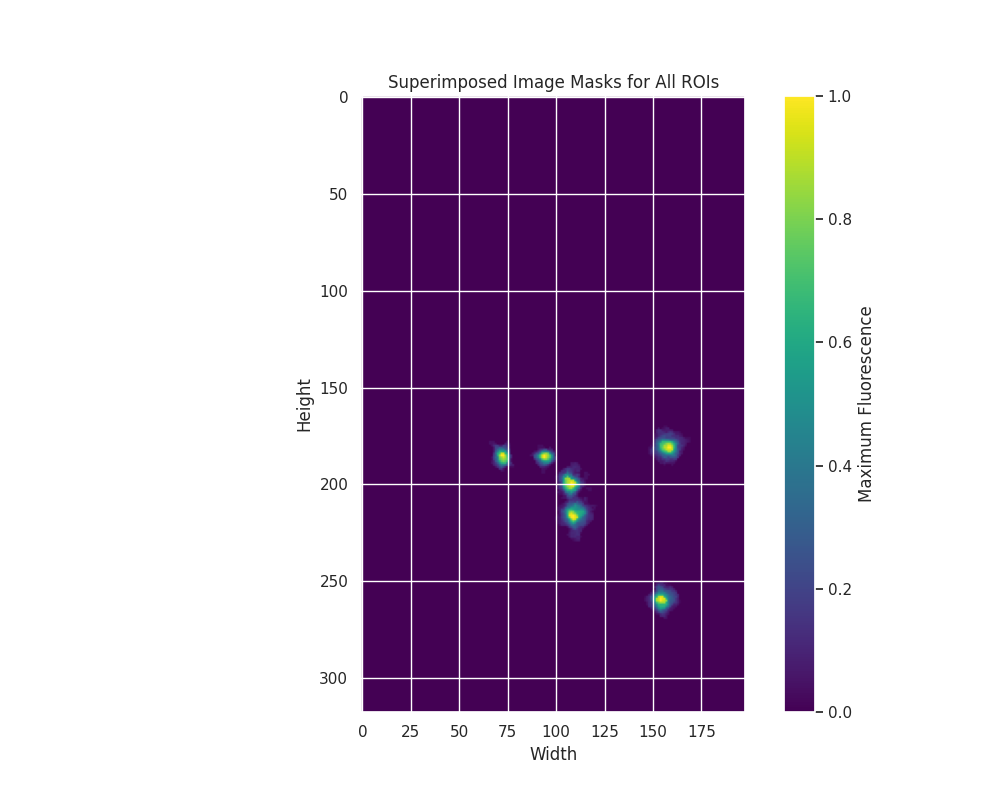 Superimposed Image Masks for All ROIs
0
50
100
150
200
250
300
Height
0 25 50 75 100 125 150 175
Width
1.0
0.8
0.6
0.4
0.2
0.0
Maximum Fluorescence